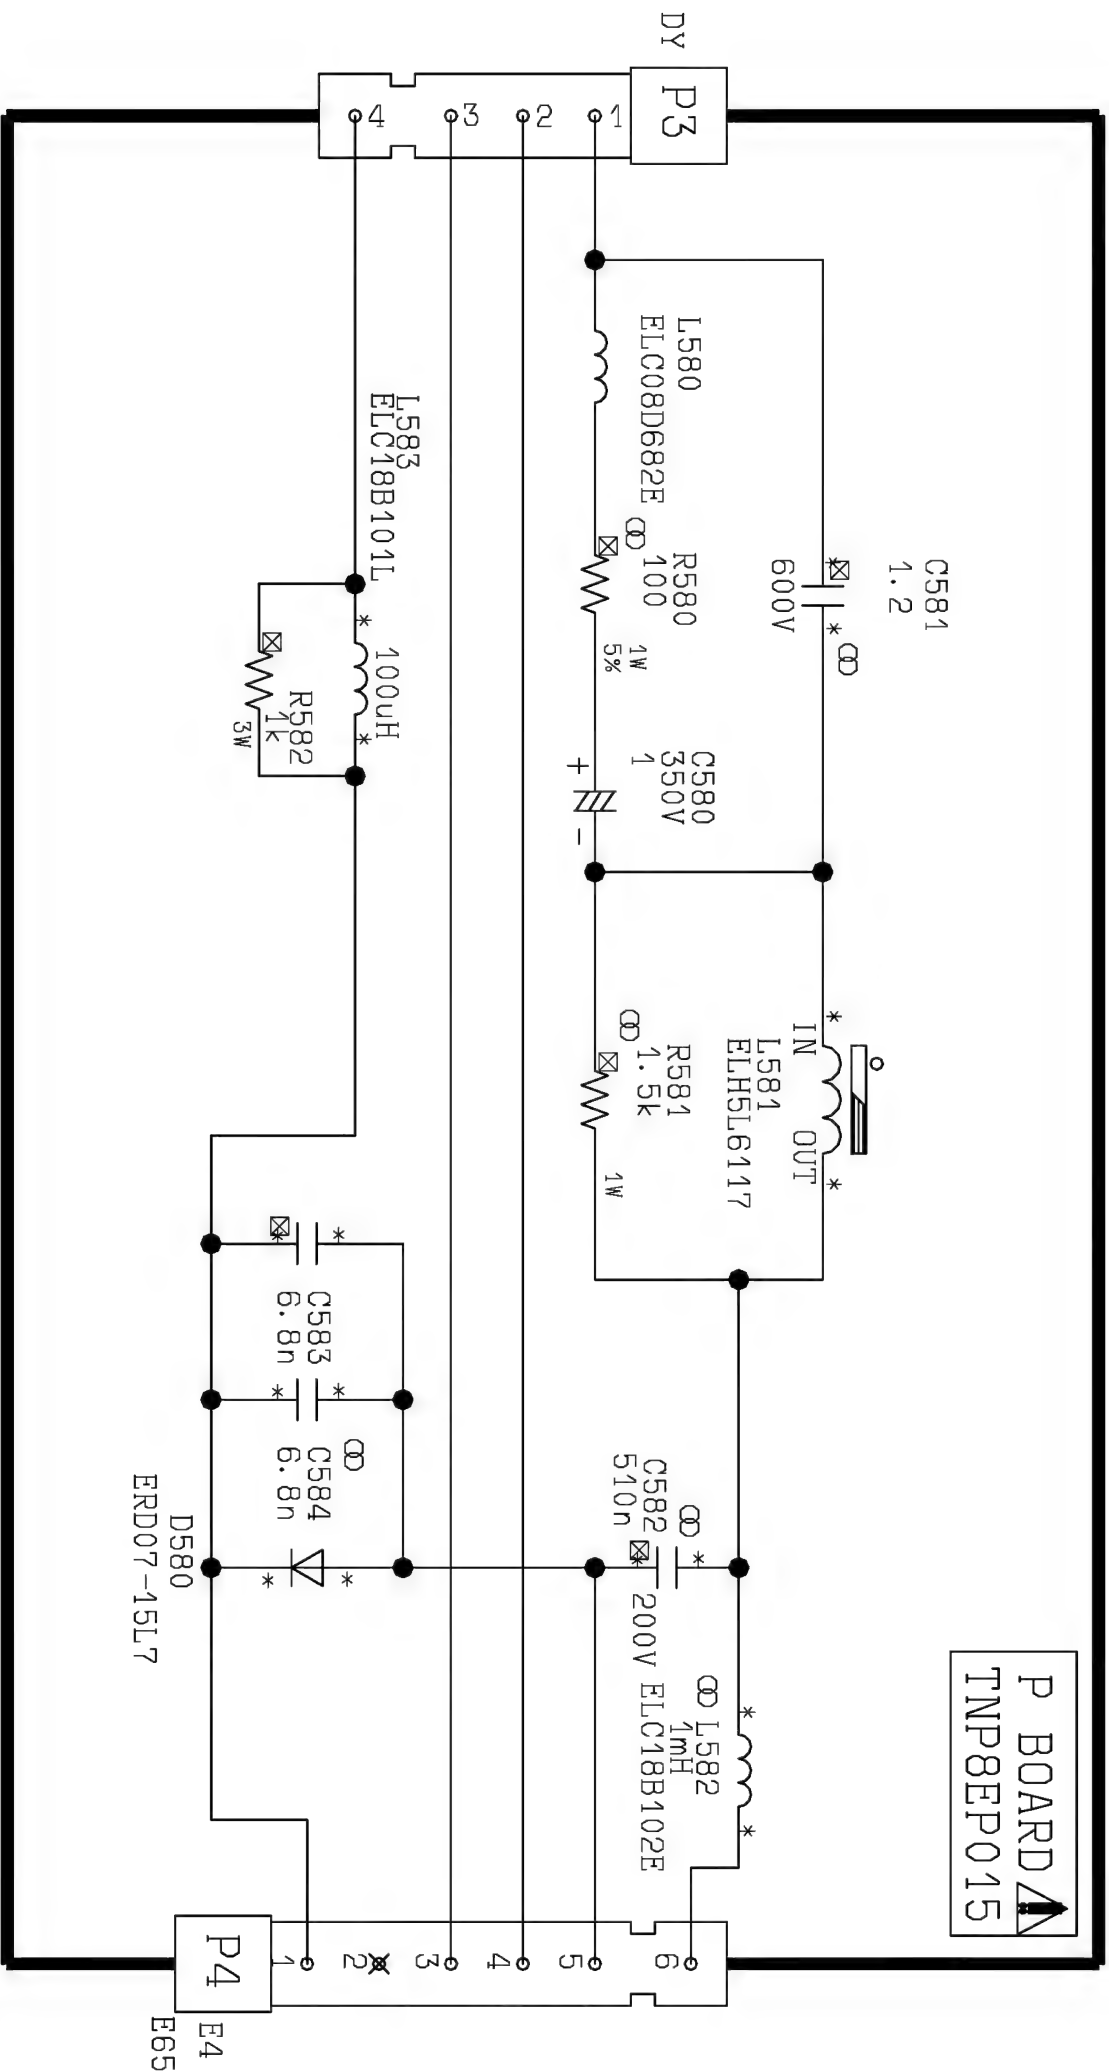 P BOARD
TNP8EP015
DY
P3
1
2
3
4
C581
1.2
600V
L580
ELC08D682E
R580
100
1W
5%
C580
350V
1
+
-
IN
OUT
L581
ELH5L6117
R581
1.5k
1W
C582
510n
200V
L582
1mH
ELC18B102E
L583
ELC18B101L
100uH
R582
1k
3W
C583
6.8n
C584
6.8n
D580
ERD07-15L7
6
5
4
3
2
1
P4
E4
E65